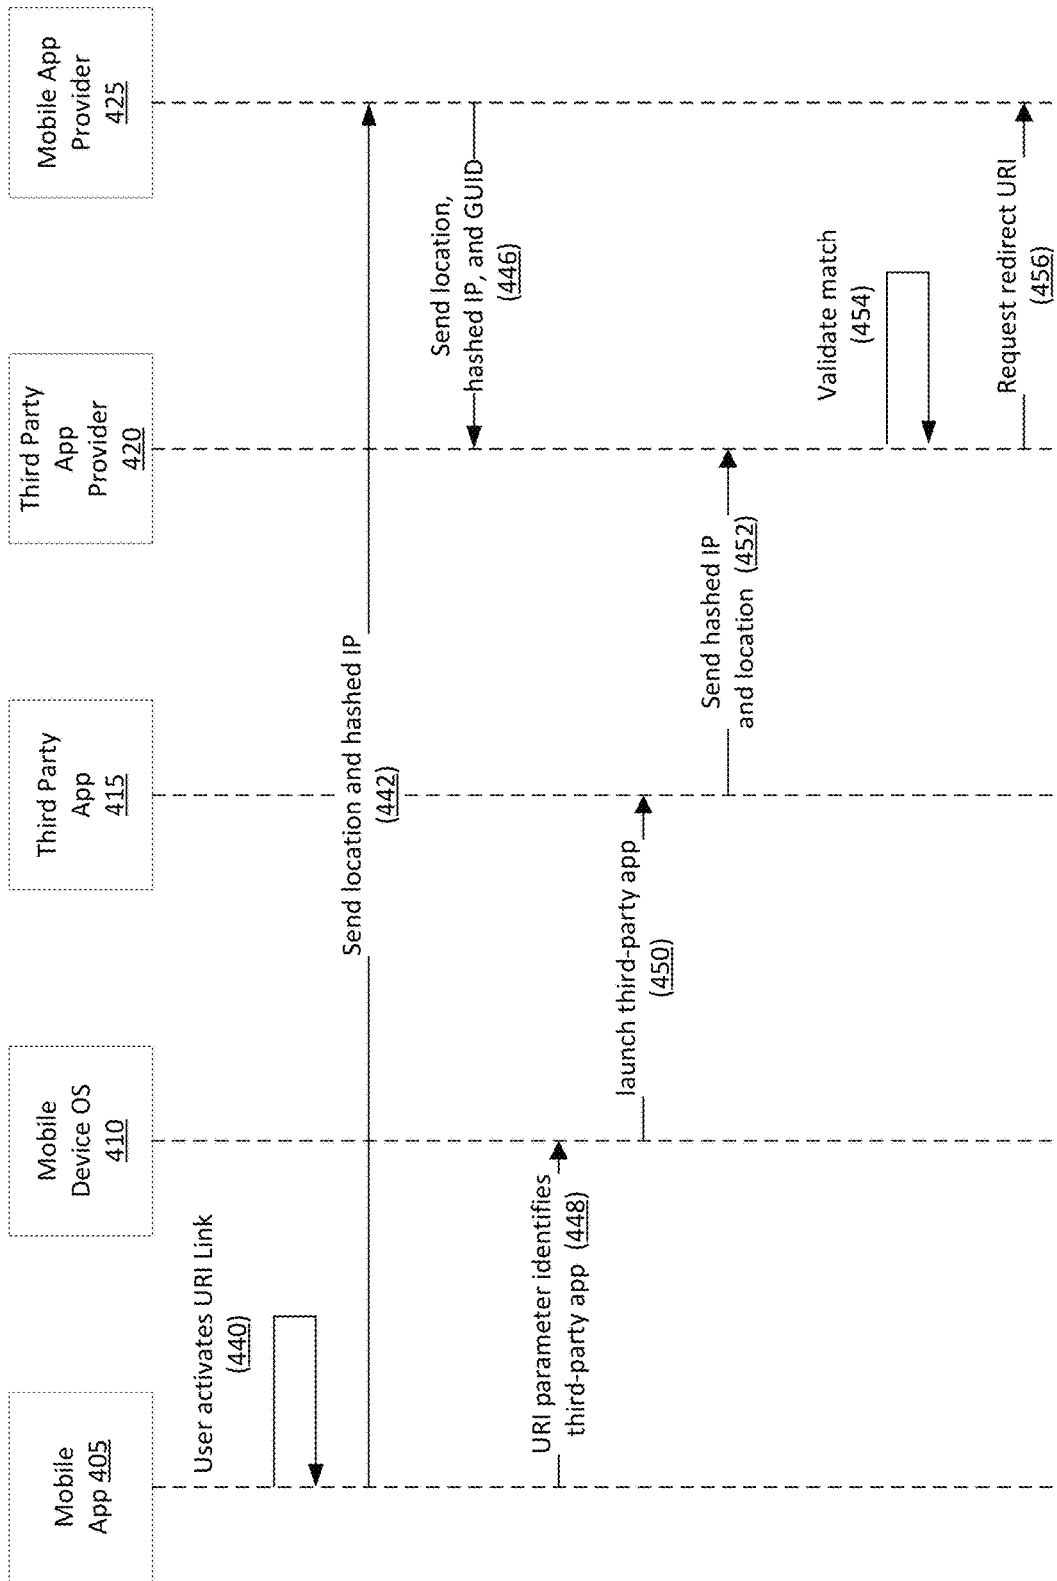 Mobile
App 405
Mobile
Device OS
410
Third Party
App
415
Third Party
App
Provider
420
Mobile App
Provider
425
User activates URI Link
(440)
Send location and hashed IP
(442)
Send location,
hashed IP, and GUID
(446)
URI parameter identifies
third-party app (448)
launch third-party app
(450)
Send hashed IP
and location (452)
Validate match
(454)
Request redirect URI
(456)